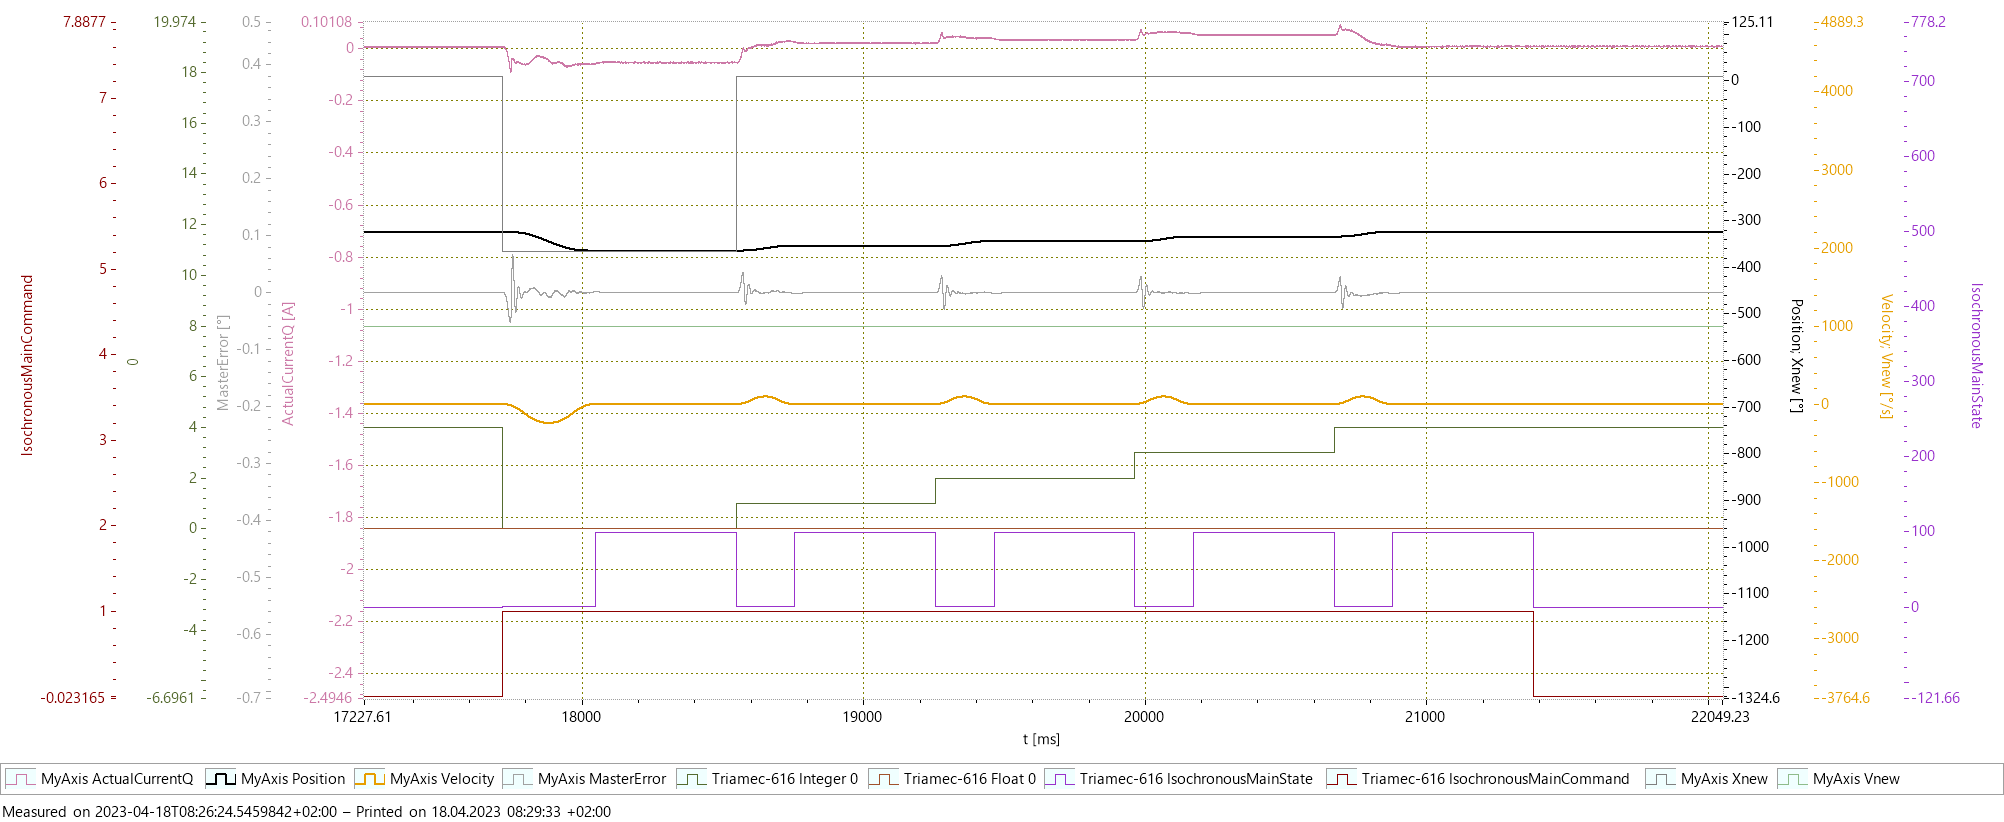 7.8877 19.974 0.5 0.10108 125.11 4889.3 778.2
0
18 0.4 0 700
7 4000
-0.2
16 0.3 -100
-0.4 600
14 0.2 -200 3000
6
-0.6
12 0.1 -300 500
2000
5 10 -0.8 -400
0 400
-1 -500
8 1000
4 -0.1 -1.2 -600
6 300
-0.2 -1.4 -700 0
3 4
-0.3 -1.6 -800 200
2 -1000
-0.4 -1.8 -900
2 0 100
-0.5 -2 -1000 -2000
-2
1 -1100 0
-4 -0.6 -2.2 -1200 -3000
-2.4
-0.023165 -6.6961 -0.7 -2.4946 -1324.6 -3764.6 -121.66
IsochronousMainCommand
0
MasterError [°]
ActualCurrentQ [A]
Position; Xnew [°]
Velocity; Vnew [°/s]
IsochronousMainState
17227.61 18000 19000 20000 21000 22049.23
t [ms]
MyAxis ActualCurrentQ MyAxis Position MyAxis Velocity MyAxis MasterError Triamec-616 Integer 0 Triamec-616 Float 0 Triamec-616 IsochronousMainState Triamec-616 IsochronousMainCommand MyAxis Xnew MyAxis Vnew
Measured on 2023-04-18T08:26:24.5459842+02:00 – Printed on 18.04.2023 08:29:33 +02:00